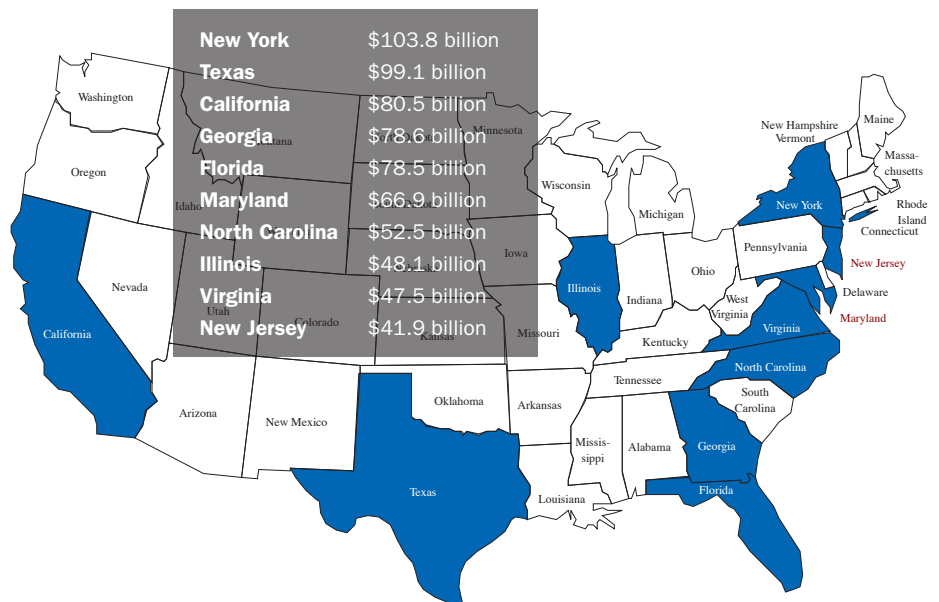 New York $103.8 billion
Texas $99.1 billion
California $80.5 billion
Georgia $78.6 billion
Florida $78.5 billion
Maryland $66.9 billion
North Carolina $52.5 billion
Illinois $48.1 billion
Virginia $47.5 billion
New Jersey $41.9 billion
Washington
Oregon
Idaho
Nevada
Utah
Colorado
California
Arizona
New Mexico
Kansas
Oklahoma
Texas
Minnesota
Iowa
Missouri
Arkansas
Louisiana
Wisconsin
Illinois
Michigan
Indiana
Ohio
Kentucky
Tennessee
Missis-
sippi
Alabama
Georgia
Florida
South
Carolina
North Carolina
Virginia
West
Virginia
Pennsylvania
New York
New Hampshire
Vermont
Maine
Massa-
chusetts
Rhode
Island
Connecticut
New Jersey
Delaware
Maryland